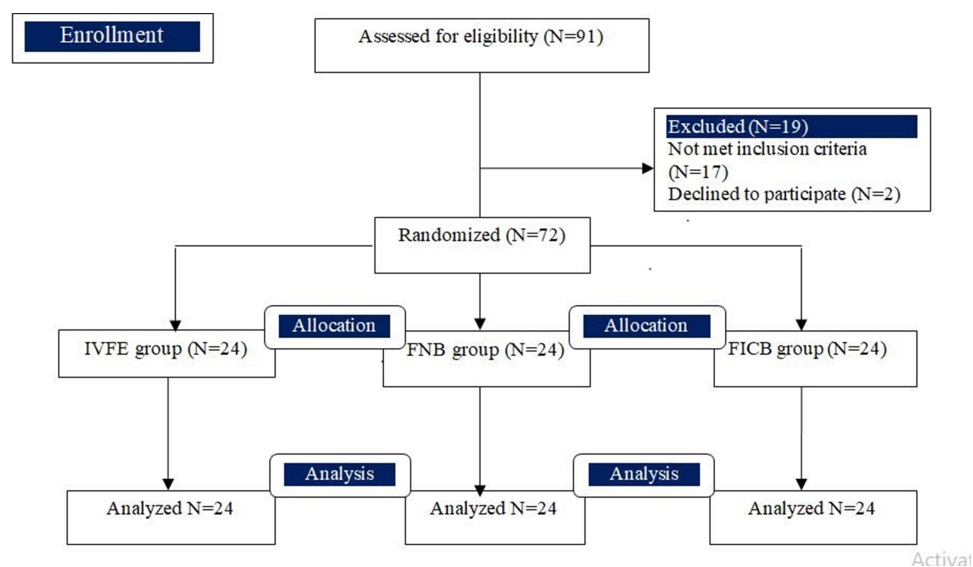 Enrollment
Assessed for eligibility (N=91)
Excluded (N=19)
Not met inclusion criteria
(N=17)
Declined to participate (N=2)
Randomized (N=72)
Allocation
Allocation
IVFE group (N=24)
FNB group (N=24)
FICB group (N=24)
Analysis
Analysis
Analyzed N=24
Analyzed N=24
Analyzed N=24
Activat